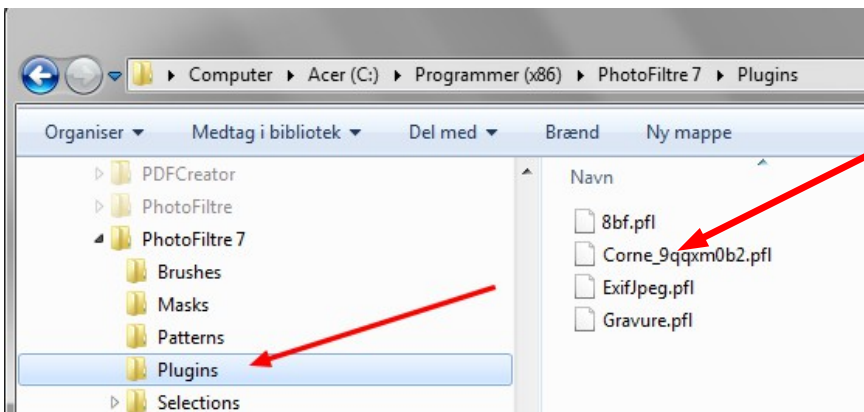 Computer ▸ Acer (C:) ▸ Programmer (x86) ▸ PhotoFiltre 7 ▸ Plugins
Organiser Medtag i bibliotek Del med Brænd Ny mappe
PDFCreator
PhotoFiltre
PhotoFiltre 7
Brushes
Masks
Patterns
Plugins
Selections
Navn
8bf.pfl
Corne_9qqxm0b2.pfl
ExifJpeg.pfl
Gravure.pfl